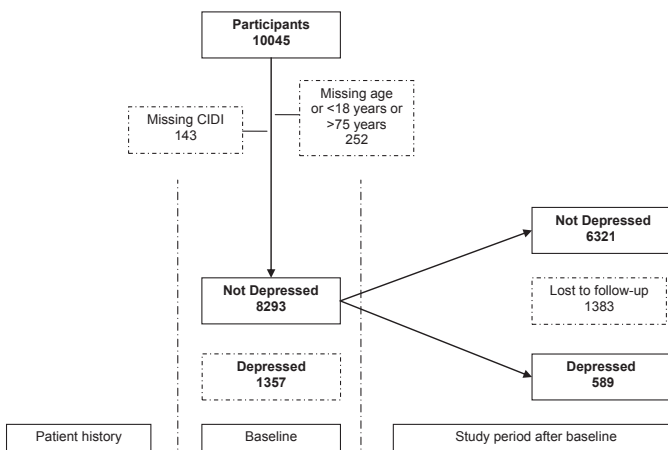 Participants
10045
Missing age
or <18 years or
>75 years
252
Missing CIDI
143
Not Depressed
6321
Not Depressed
8293
Lost to follow-up
1383
Depressed
1357
Depressed
589
Patient history
Baseline
Study period after baseline